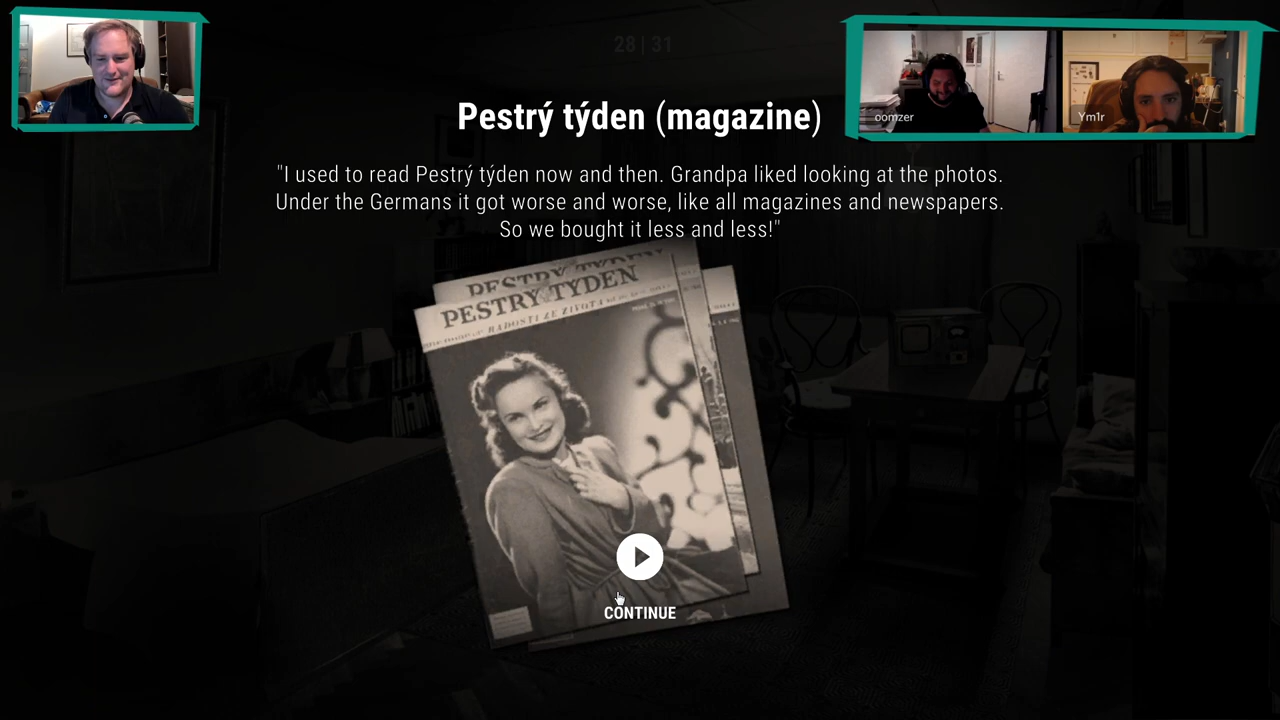 28 | 31
Pestrý týden (magazine)
oomzer
Ym1r
"I used to read Pestrý týden now and then. Grandpa liked looking at the photos.
Under the Germans it got worse and worse, like all magazines and newspapers.
So we bought it less and less!"
PESTRÝ TÝDEN
PESTRÝ TÝDEN
RADOSTI ZE ŽIVOTA
CONTINUE